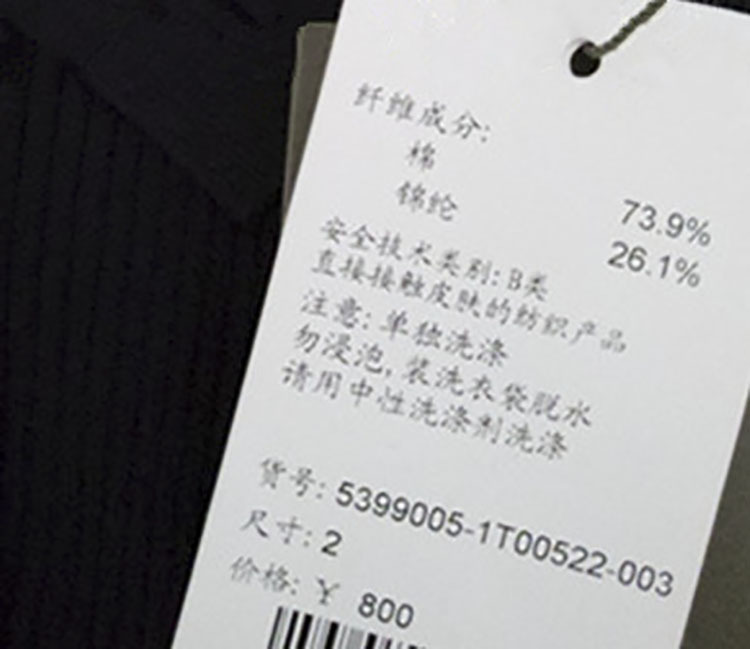 纤维成分:
棉 73.9%
锦纶 26.1%
安全技术类别: B类
直接接触皮肤的纺织产品
注意: 单独洗涤
勿浸泡, 装洗衣袋脱水
请用中性洗涤剂洗涤
货号: 5399005-1T00522-003
尺寸: 2
价格: ¥ 800